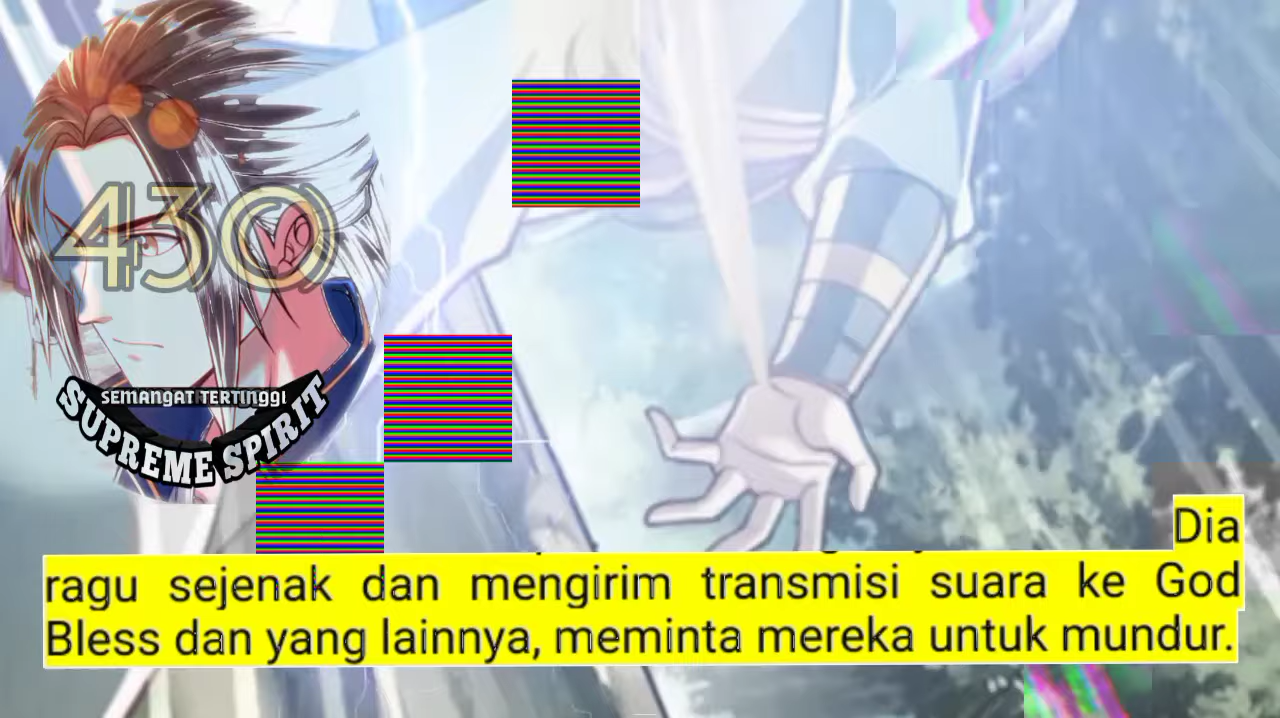 430
SEMANGAT TERTINGGI
SUPREME SPIRIT
Dia
ragu sejenak dan mengirim transmisi suara ke God
Bless dan yang lainnya, meminta mereka untuk mundur.